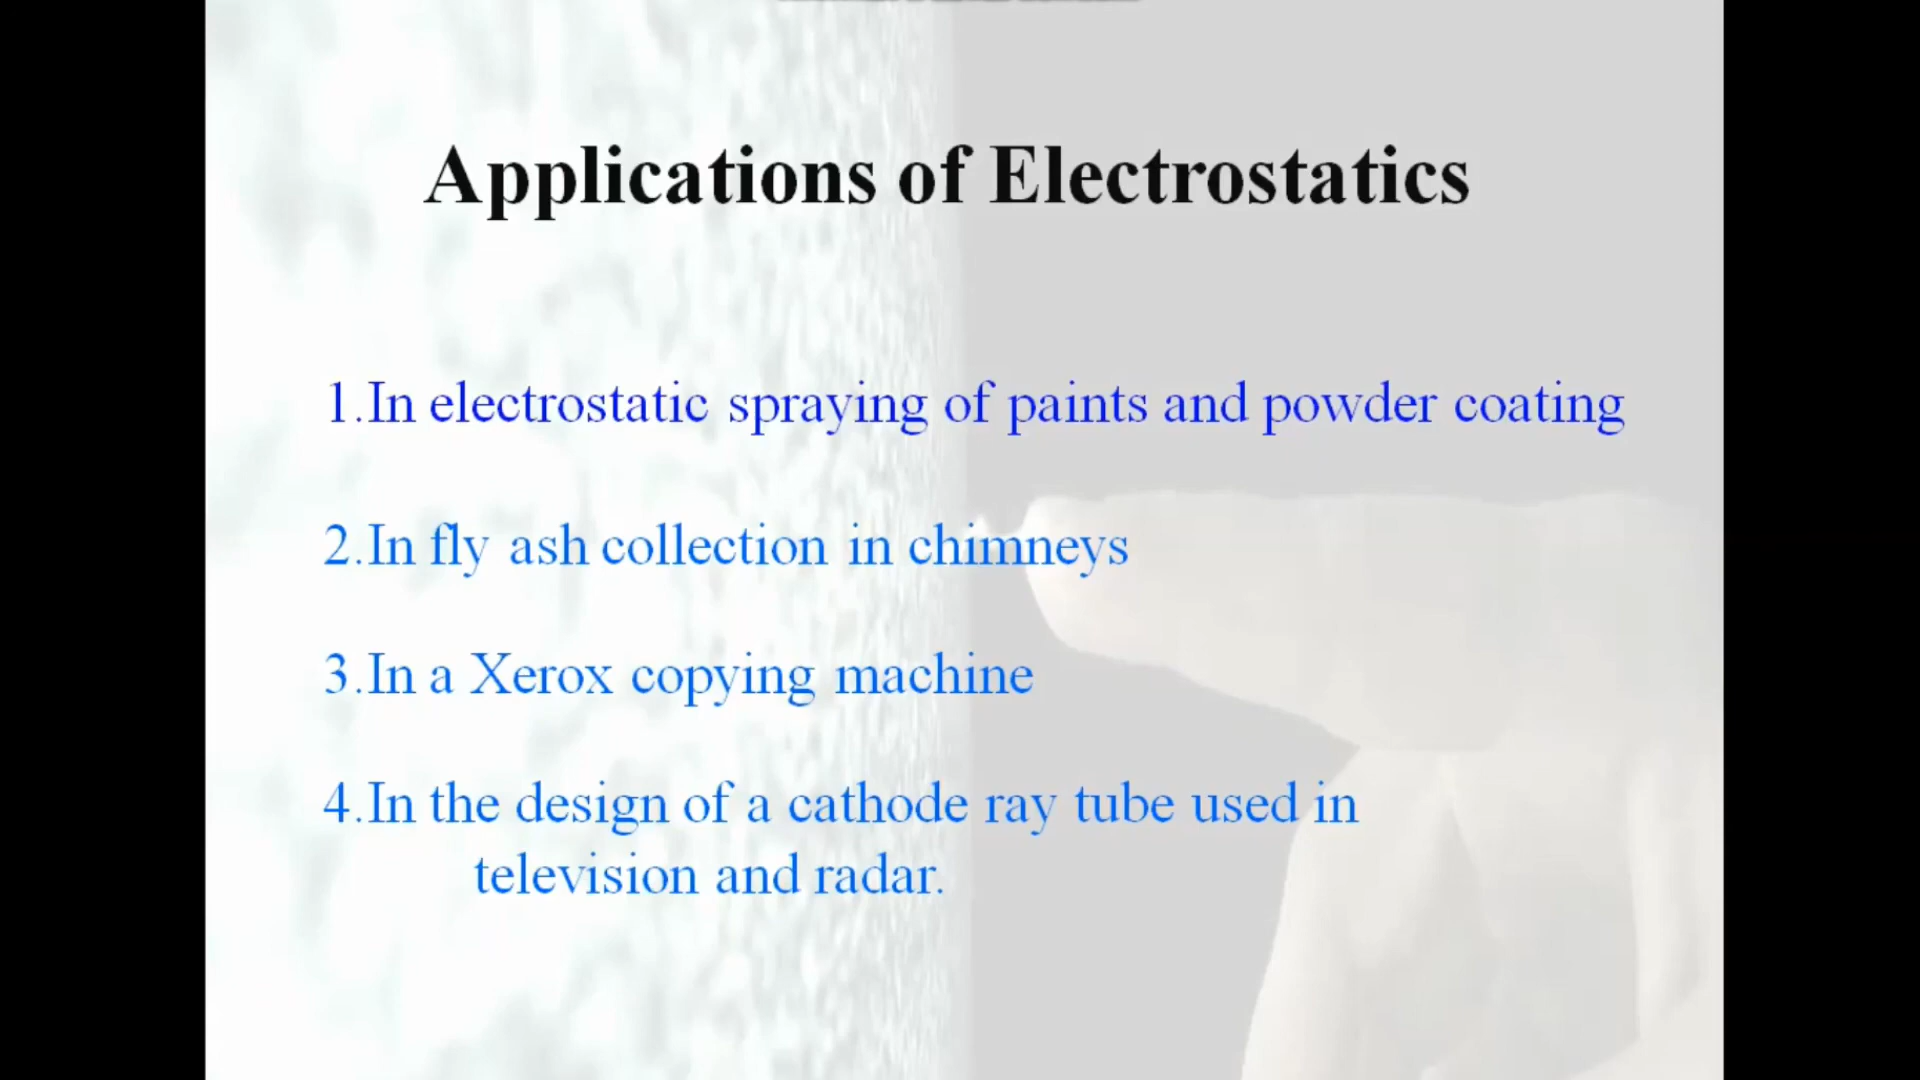 Applications of Electrostatics
1.In electrostatic spraying of paints and powder coating
2.In fly ash collection in chimneys
3.In a Xerox copying machine
4.In the design of a cathode ray tube used in
television and radar.